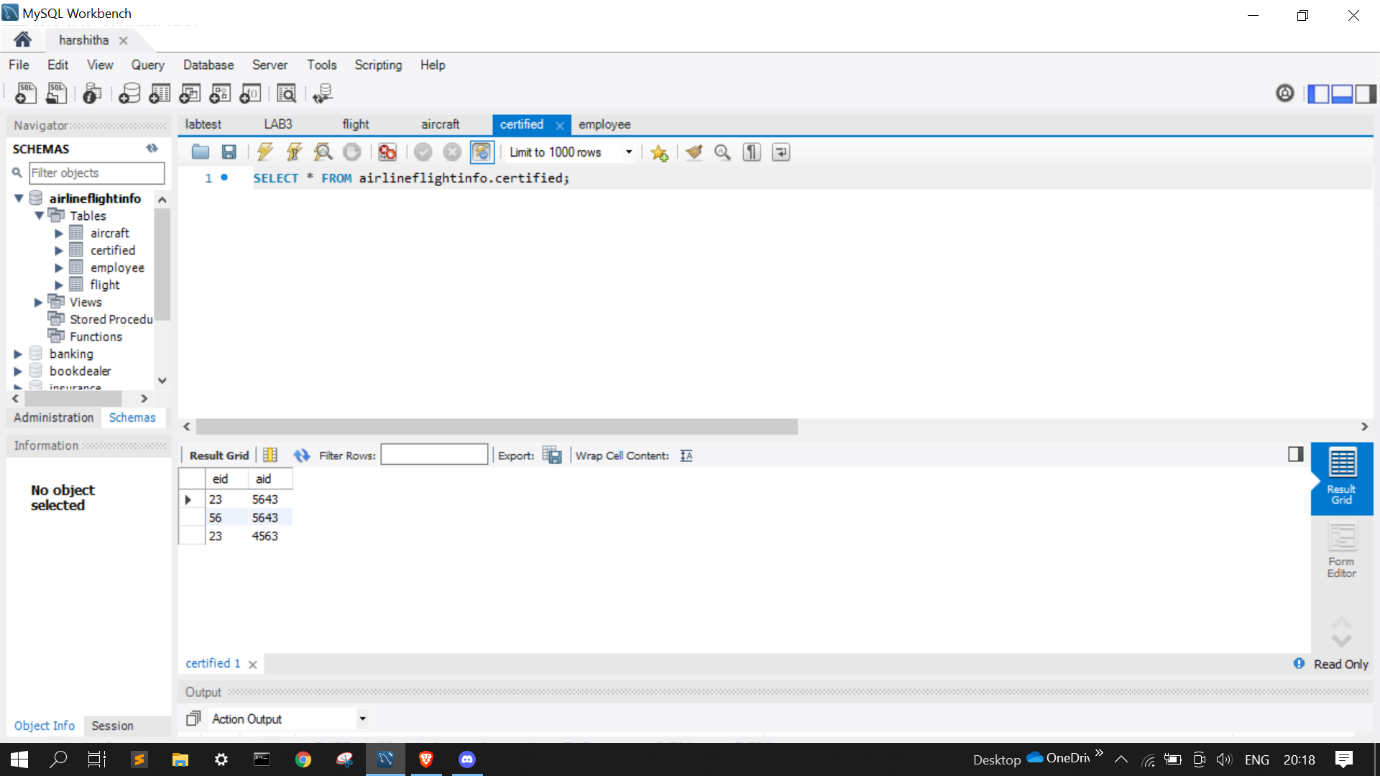 MySQL Workbench
harshitha
File Edit View Query Database Server Tools Scripting Help
Navigator
labtest LAB3 flight aircraft certified employee
SCHEMAS
Limit to 1000 rows
Filter objects
1 SELECT * FROM airlineflightinfo.certified;
airlineflightinfo
Tables
aircraft
certified
employee
flight
Views
Stored Procedu
Functions
banking
bookdealer
insurance
Administration Schemas
Information
Result Grid Filter Rows: Export: Wrap Cell Content:
No object
selected
eid aid
23 5643
56 5643
23 4563
Result
Grid
Form
Editor
certified 1
Read Only
Output
Action Output
Object Info Session
Desktop OneDriv ENG 20:18